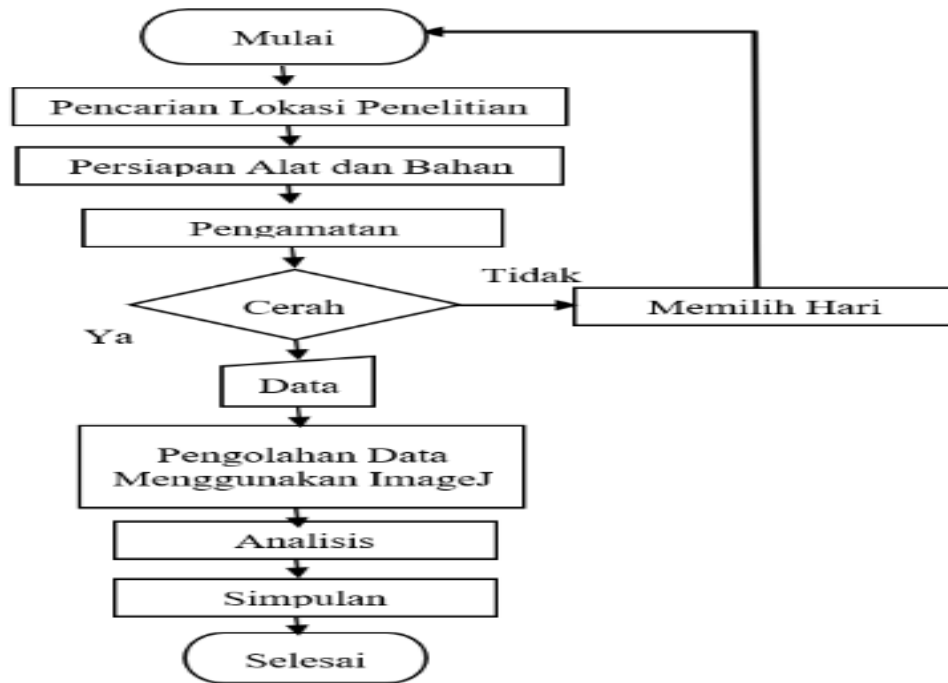 Mulai
Pencarian Lokasi Penelitian
Persiapan Alat dan Bahan
Pengamatan
Tidak
Cerah
Memilih Hari
Ya
Data
Pengolahan Data
Menggunakan ImageJ
Analisis
Simpulan
Selesai